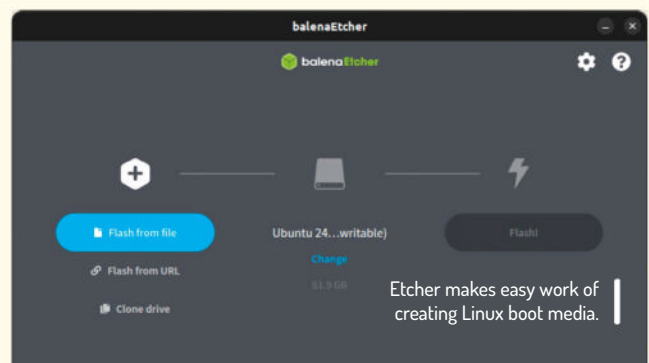 balenaEtcher
balenaEtcher
Flash from file
Ubuntu 24...writable)
Flash!
Flash from URL
Change
Clone drive
Etcher makes easy work of
creating Linux boot media.